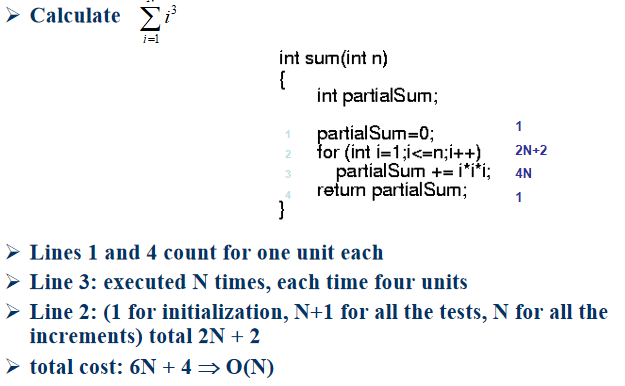 ➢ Calculate ∑ i³
i=1
int sum(int n)
{
int partialSum;
1 partialSum=0; 1
2 for (int i=1;i<=n;i++) 2N+2
3 partialSum += i*i*i; 4N
4 return partialSum; 1
}
➢ Lines 1 and 4 count for one unit each
➢ Line 3: executed N times, each time four units
➢ Line 2: (1 for initialization, N+1 for all the tests, N for all the
increments) total 2N + 2
➢ total cost: 6N + 4 ⇒ O(N)